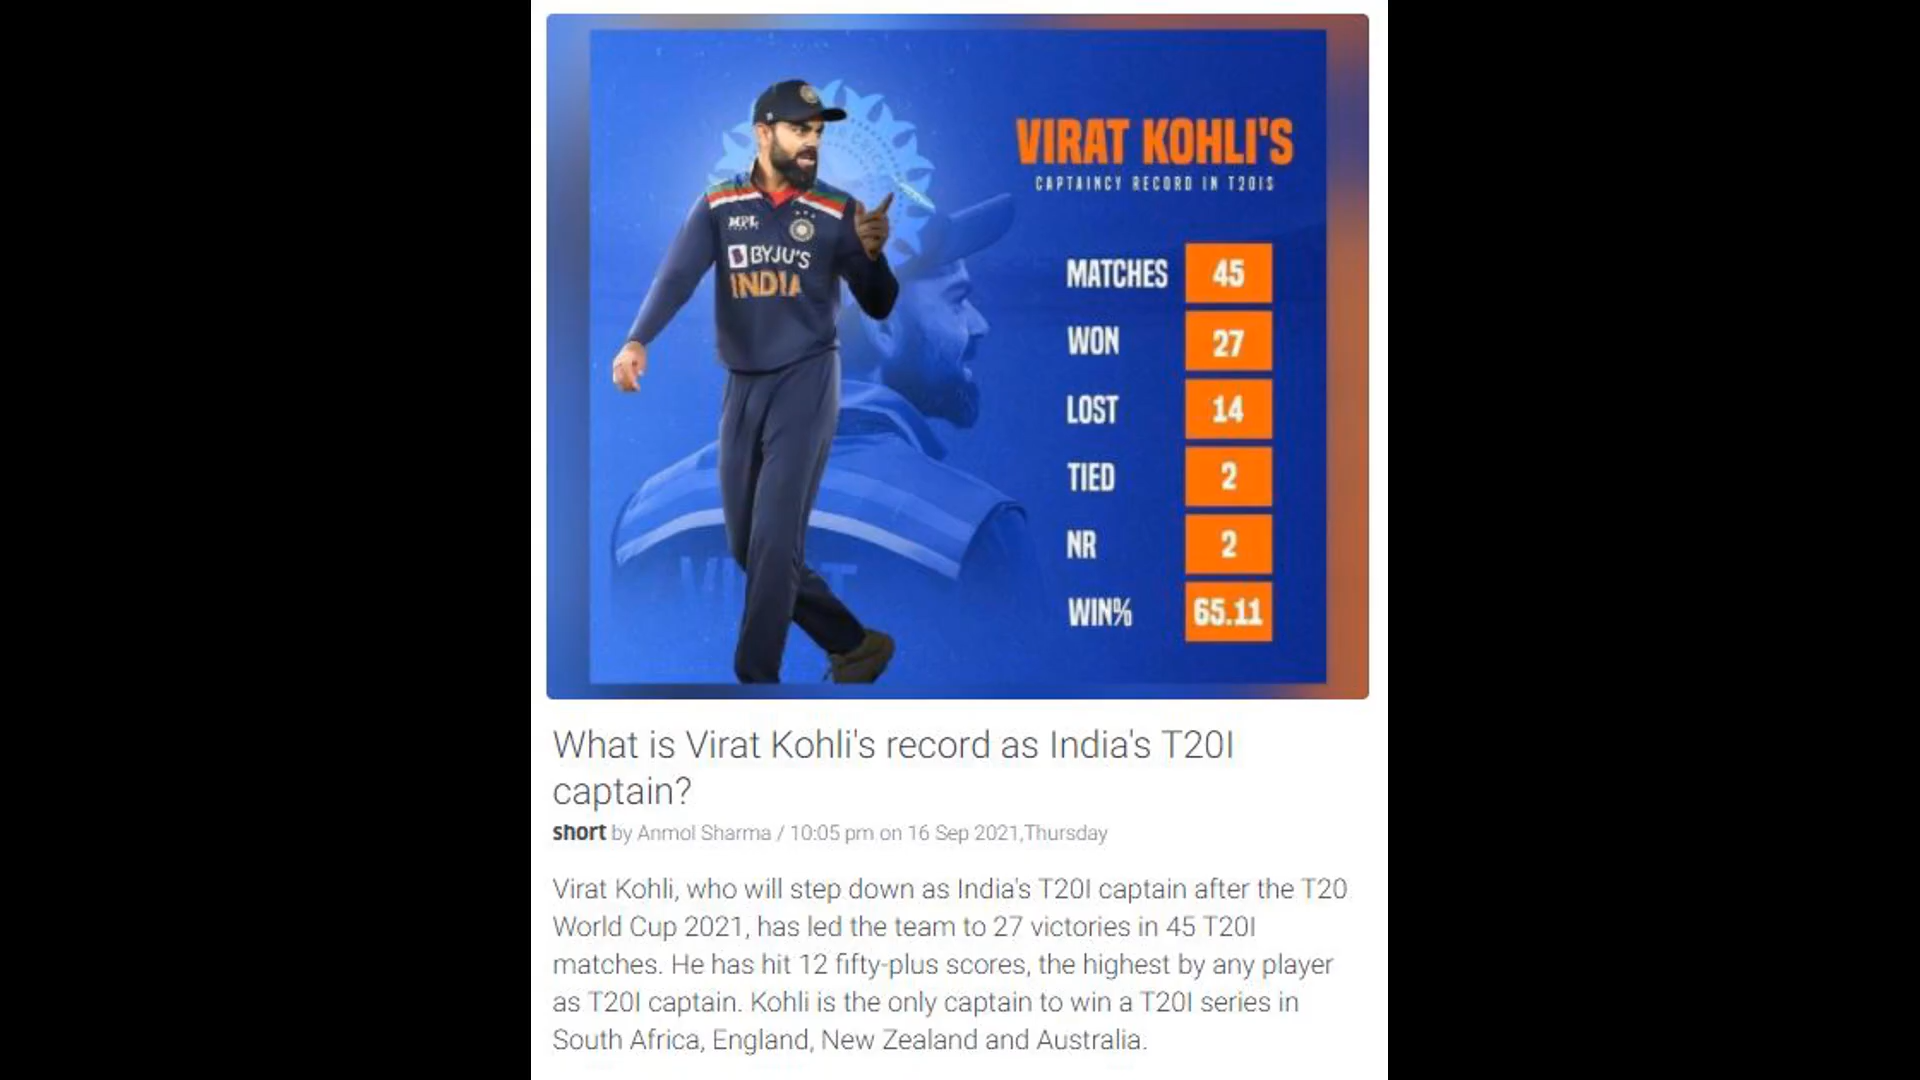 VIRAT KOHLI'S
CAPTAINCY RECORD IN T20IS
MPL
BYJU'S
INDIA
MATCHES 45
WON 27
LOST 14
TIED 2
NR 2
WIN% 65.11
What is Virat Kohli's record as India's T20I
captain?
short by Anmol Sharma / 10:05 pm on 16 Sep 2021,Thursday
Virat Kohli, who will step down as India's T20I captain after the T20
World Cup 2021, has led the team to 27 victories in 45 T20I
matches. He has hit 12 fifty-plus scores, the highest by any player
as T20I captain. Kohli is the only captain to win a T20I series in
South Africa, England, New Zealand and Australia.